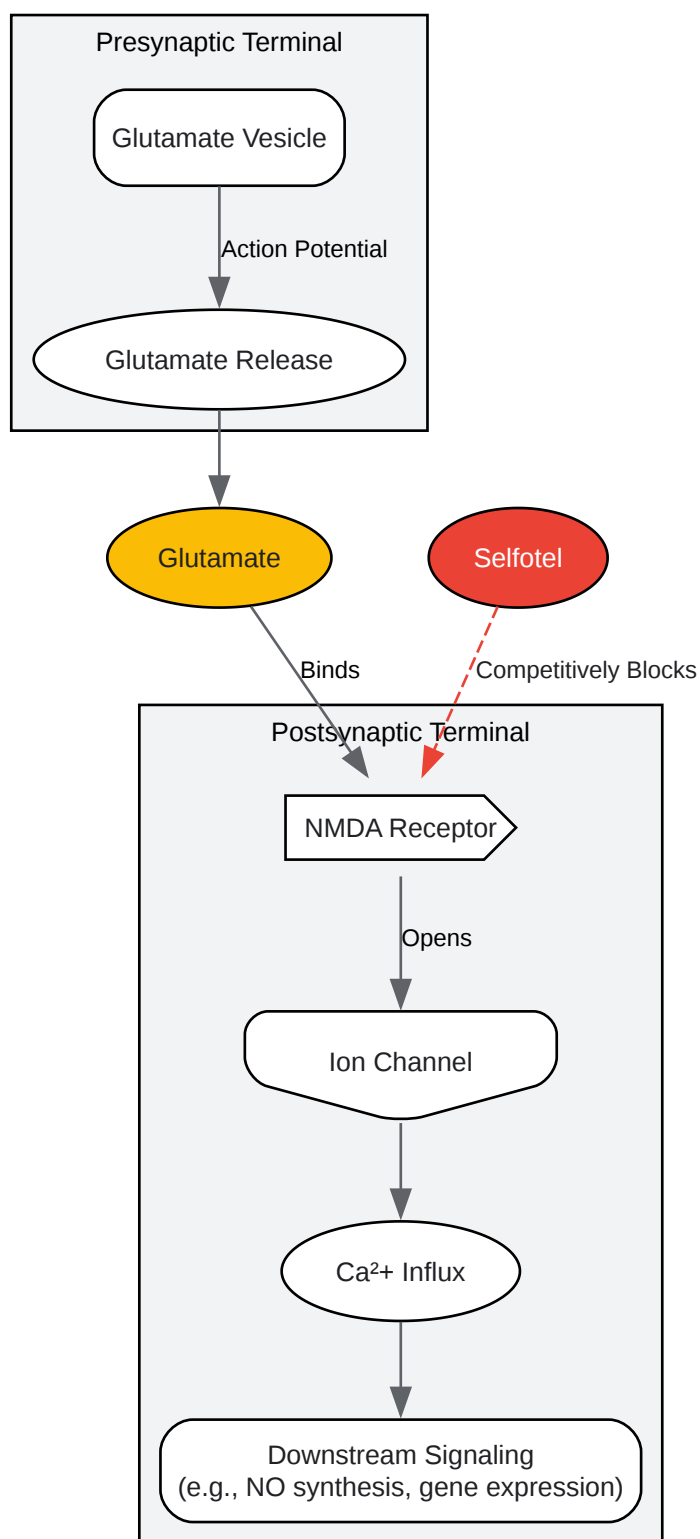 Presynaptic Terminal
Glutamate Vesicle
Action Potential
Glutamate Release
Glutamate
Selfotel
Binds
Competitively Blocks
Postsynaptic Terminal
NMDA Receptor
Opens
Ion Channel
Ca²+ Influx
Downstream Signaling
(e.g., NO synthesis, gene expression)